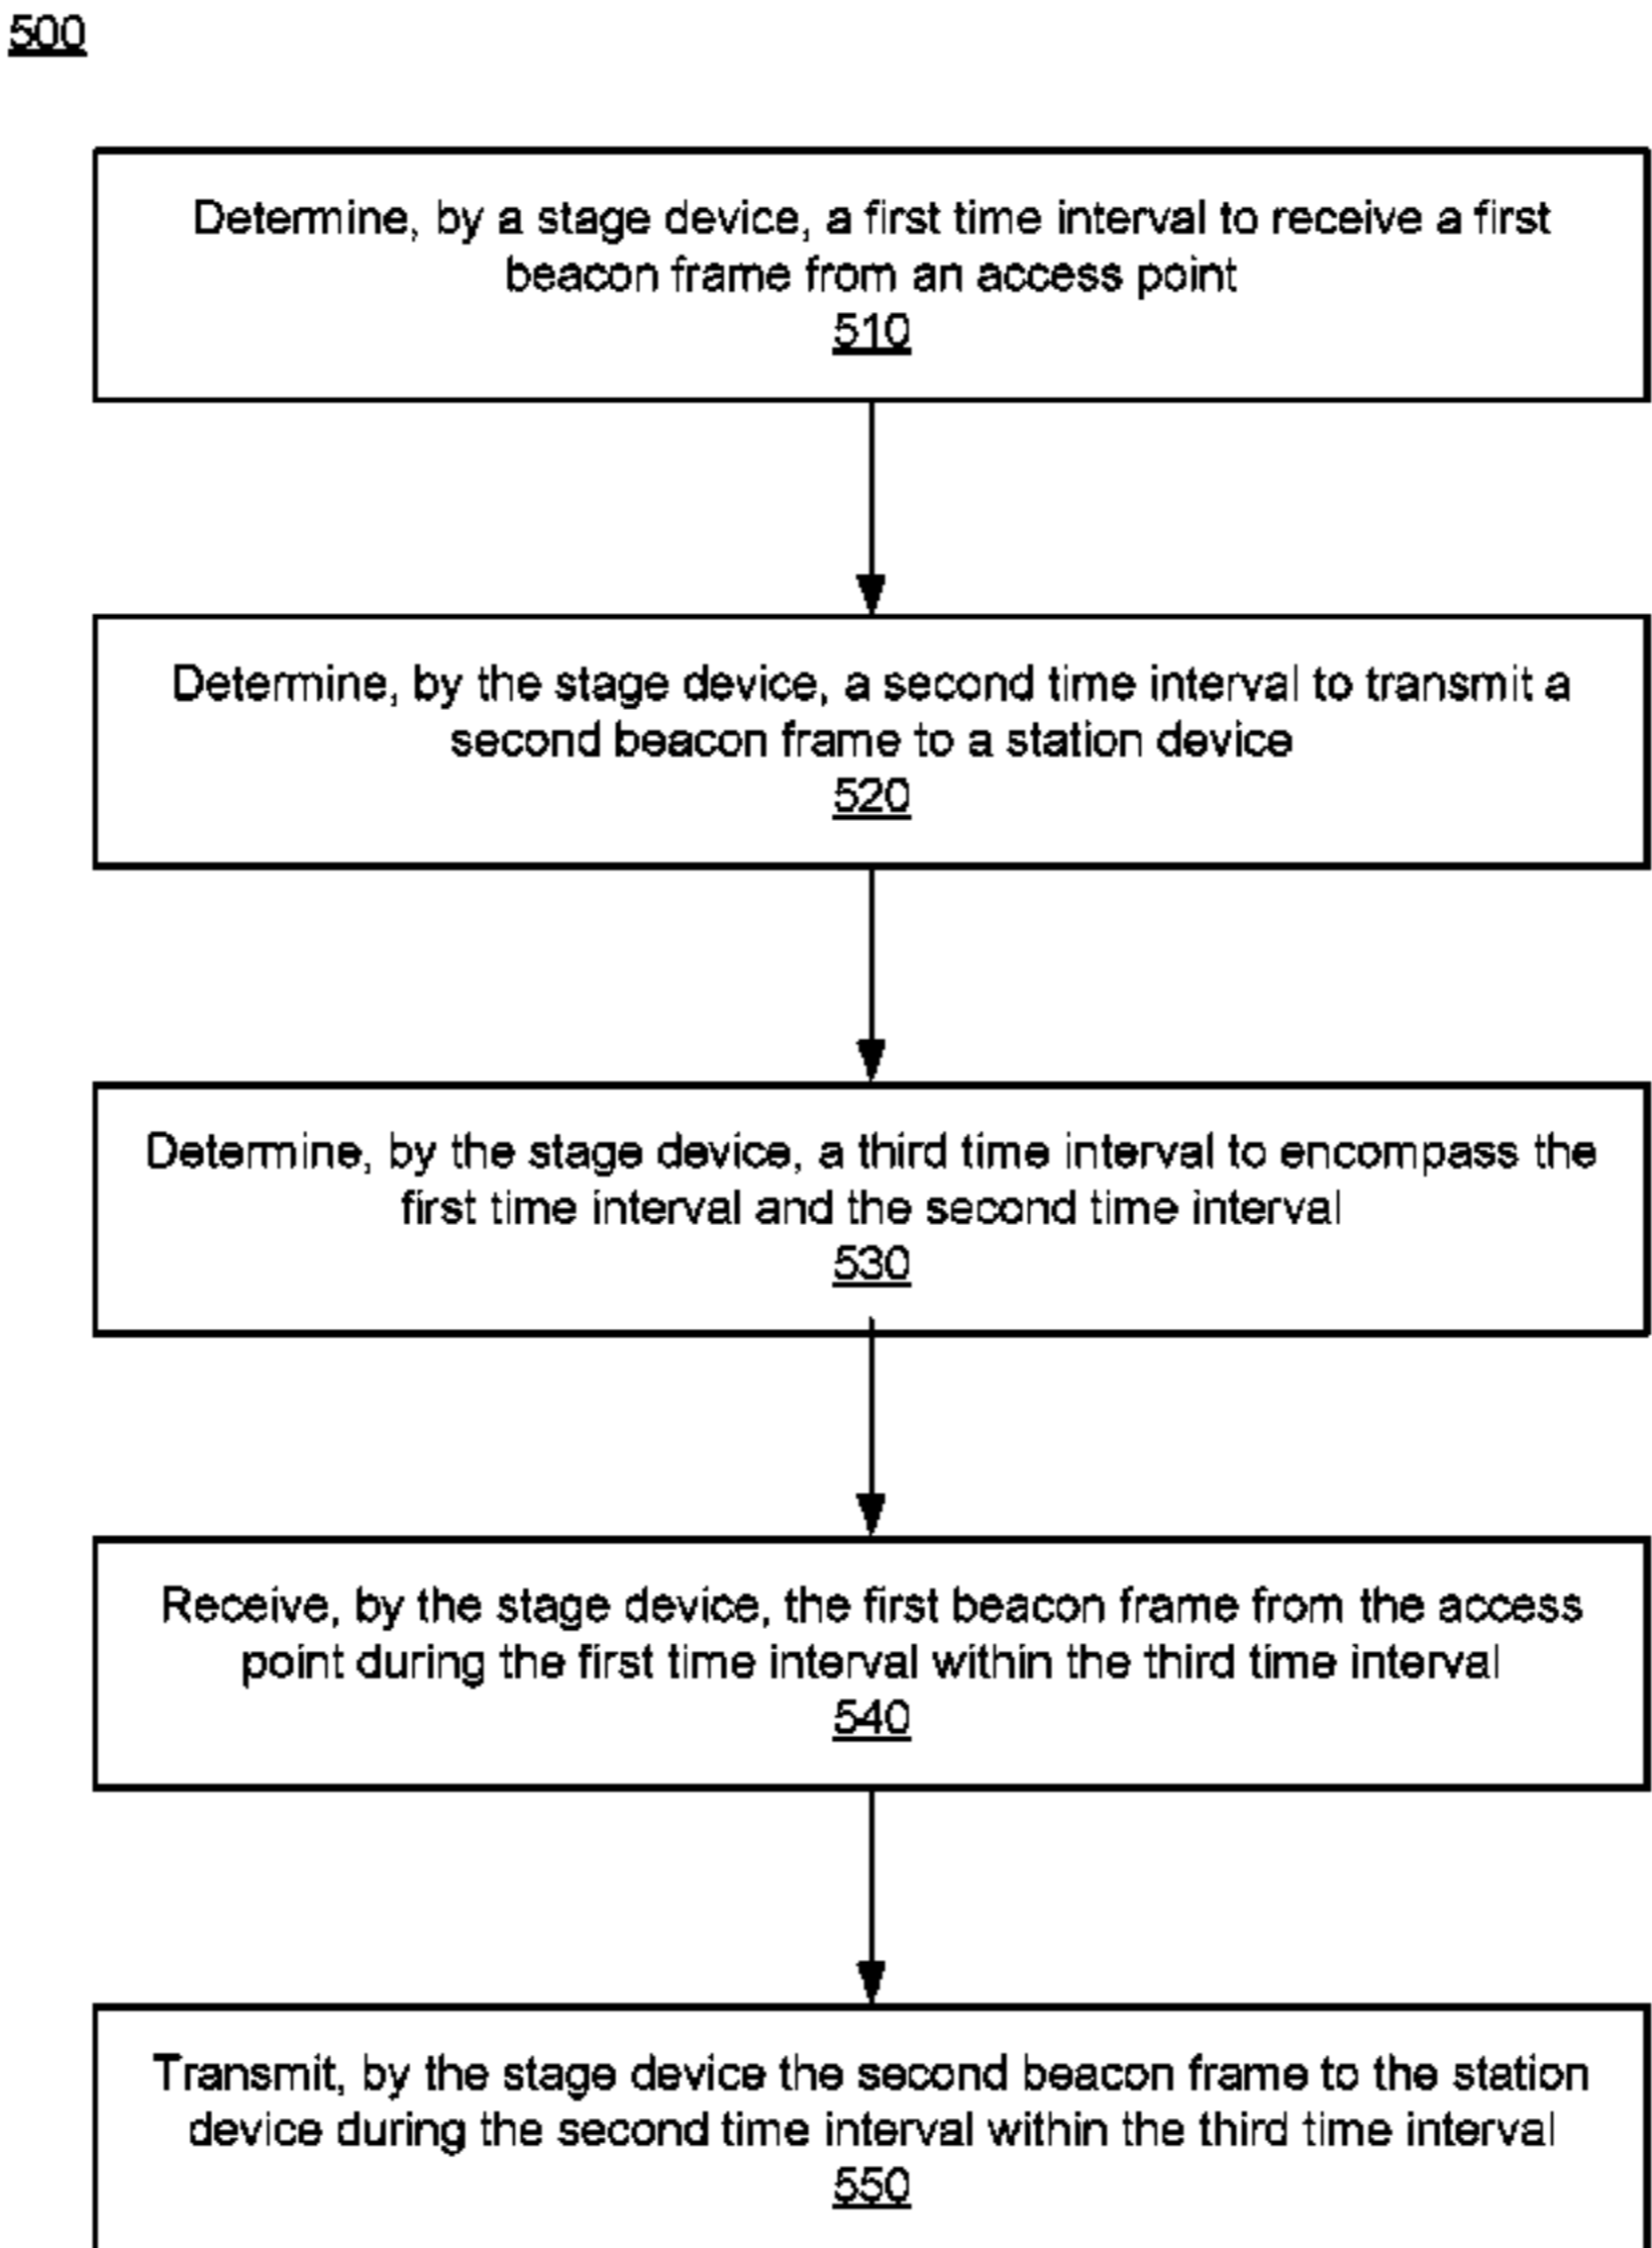 500
Determine, by a stage device, a first time interval to receive a first
beacon frame from an access point
510
Determine, by the stage device, a second time interval to transmit a
second beacon frame to a station device
520
Determine, by the stage device, a third time interval to encompass the
first time interval and the second time interval
530
Receive, by the stage device, the first beacon frame from the access
point during the first time interval within the third time interval
540
Transmit, by the stage device the second beacon frame to the station
device during the second time interval within the third time interval
550